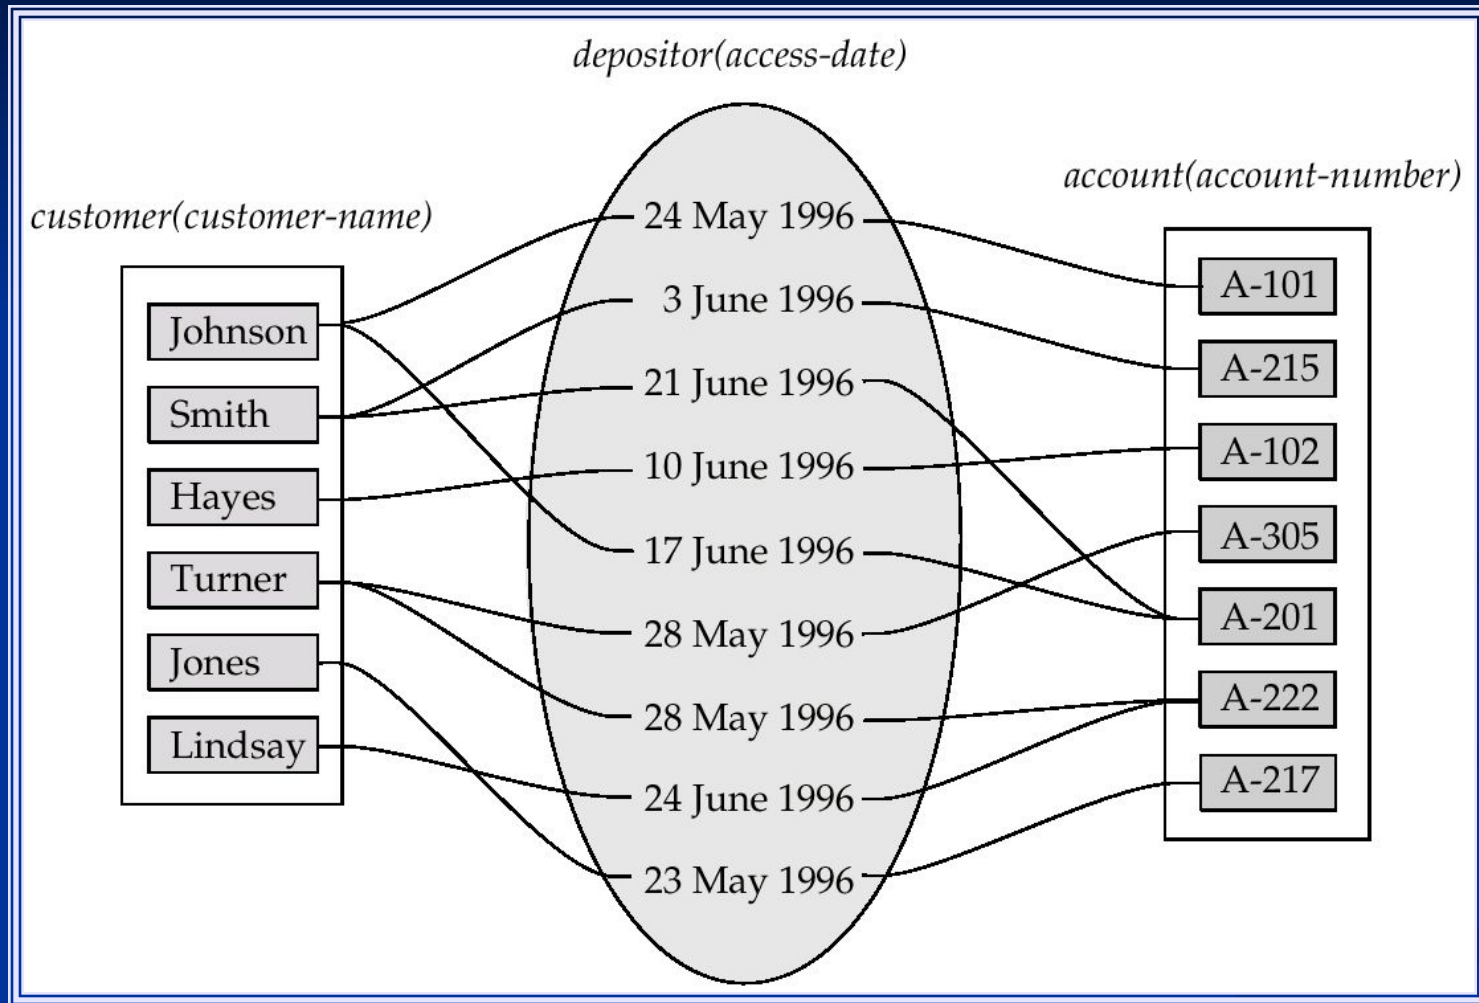 depositor(access-date)
customer(customer-name)
account(account-number)
Johnson
Smith
Hayes
Turner
Jones
Lindsay
24 May 1996
3 June 1996
21 June 1996
10 June 1996
17 June 1996
28 May 1996
28 May 1996
24 June 1996
23 May 1996
A-101
A-215
A-102
A-305
A-201
A-222
A-217